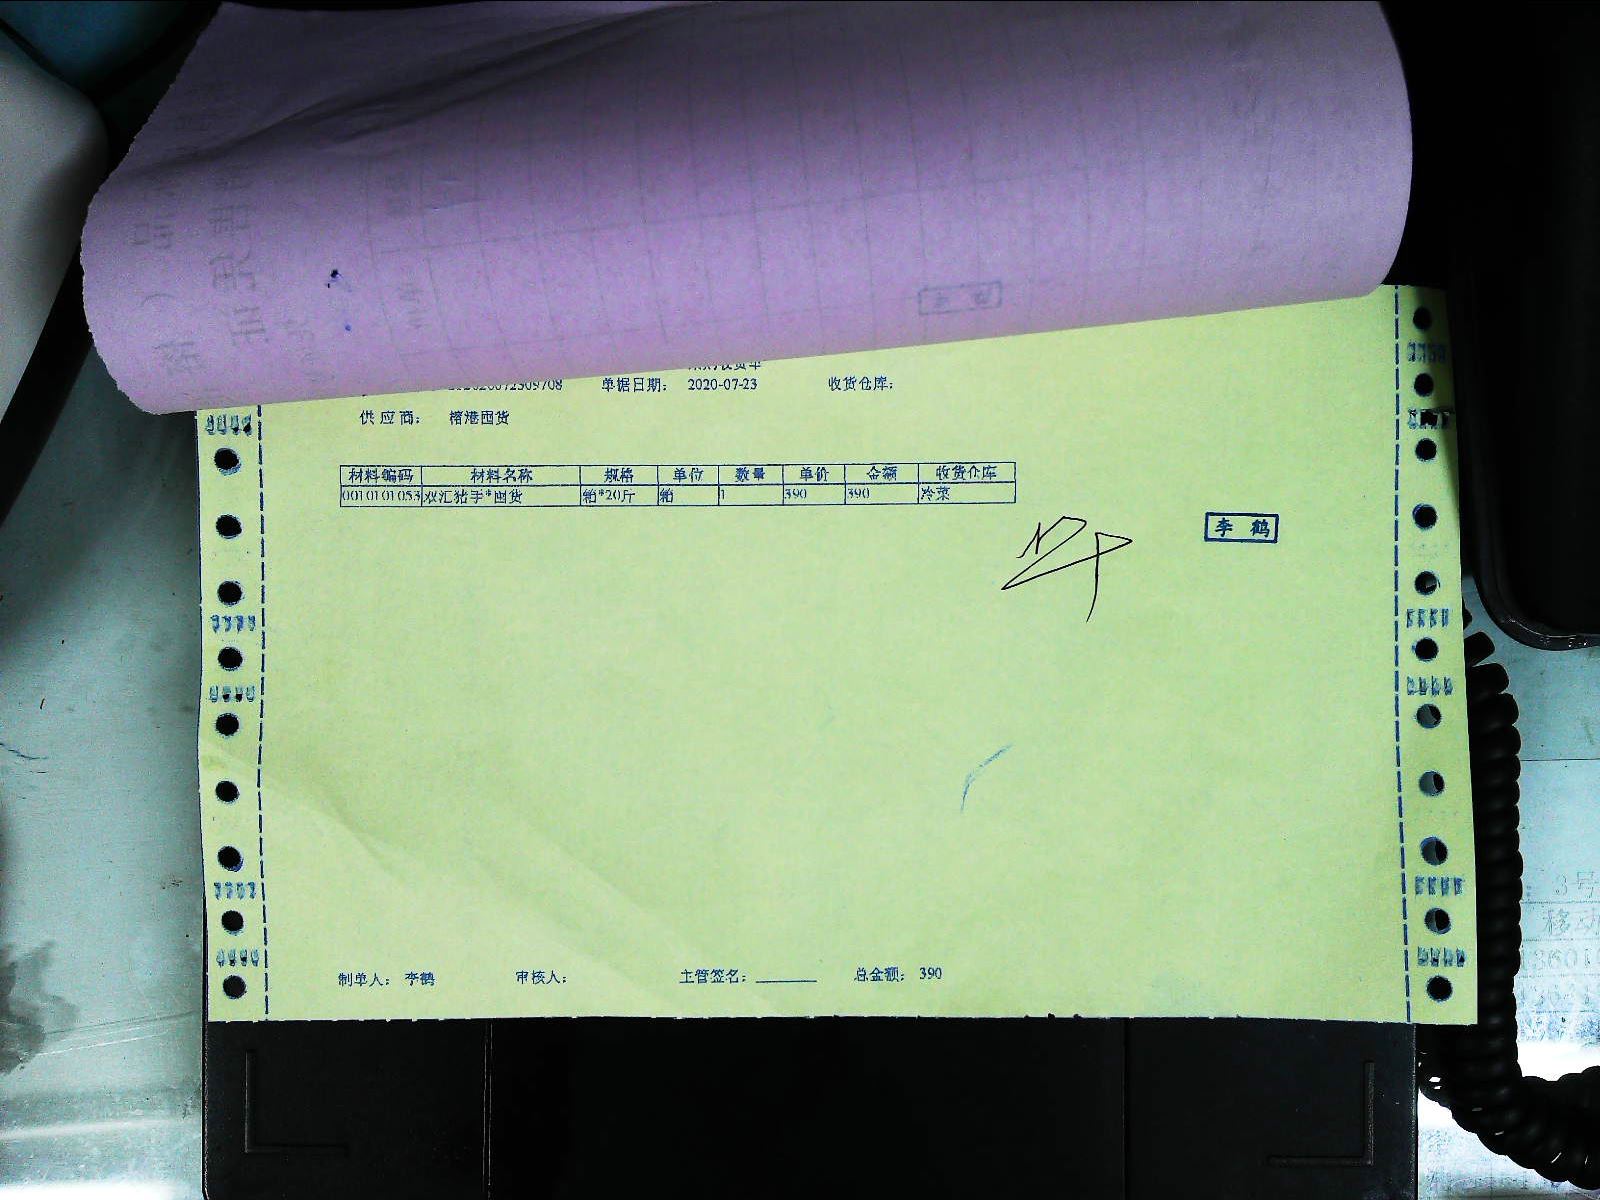 单据日期: 2020-07-23 收货仓库:
供应商: 榕港囤货
材料编码 材料名称 规格 单位 数量 单价 金额 收货仓库
0010101053 双汇猪手*囤货 箱*20斤 箱 1 390 390 冷菜
李鹤
制单人: 李鹤 审核人: 主管签名: 总金额: 390